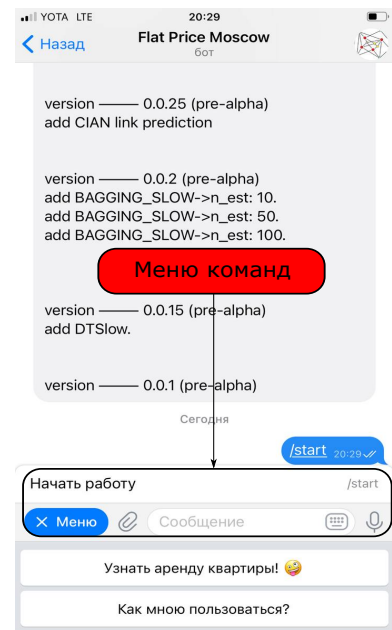 YOTA LTE 20:29
Назад Flat Price Moscow
бот
version —— 0.0.25 (pre-alpha)
add CIAN link prediction
version —— 0.0.2 (pre-alpha)
add BAGGING_SLOW->n_est: 10.
add BAGGING_SLOW->n_est: 50.
add BAGGING_SLOW->n_est: 100.
Меню команд
version —— 0.0.15 (pre-alpha)
add DTSlow.
version —— 0.0.1 (pre-alpha)
Сегодня
/start 20:29
Начать работу /start
Меню Сообщение
Узнать аренду квартиры! 🤪
Как мною пользоваться?